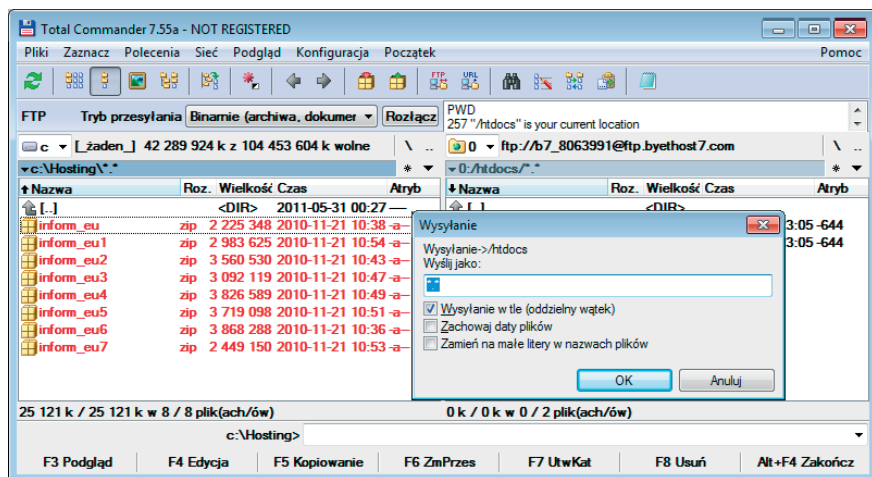 Total Commander 7.55a - NOT REGISTERED
Pliki Zaznacz Polecenia Sieć Podgląd Konfiguracja Początek Pomoc
FTP URL
FTP Tryb przesyłania Binarnie (archiwa, dokumer Rozłącz
PWD
257 "/htdocs" is your current location
c [_żaden_] 42 289 924 k z 104 453 604 k wolne \ ..
0 ftp://b7_8063991@ftp.byethost7.com \ ..
c:\Hosting\*.* * 
0:/htdocs/*.* *
Nazwa Roz. Wielkość Czas Atryb
Nazwa Roz. Wielkość Czas Atryb
[..] <DIR> 2011-05-31 00:27 ----
inform_eu zip 2 225 348 2010-11-21 10:38 -a--
inform_eu1 zip 2 983 625 2010-11-21 10:54 -a--
inform_eu2 zip 3 560 530 2010-11-21 10:43 -a--
inform_eu3 zip 3 092 119 2010-11-21 10:47 -a--
inform_eu4 zip 3 826 589 2010-11-21 10:49 -a--
inform_eu5 zip 3 719 098 2010-11-21 10:51 -a--
inform_eu6 zip 3 868 288 2010-11-21 10:36 -a--
inform_eu7 zip 2 449 150 2010-11-21 10:53 -a--
[..] <DIR>
3:05 -644
3:05 -644
Wysyłanie
Wysyłanie->/htdocs
Wyślij jako:
*.*
Wysyłanie w tle (oddzielny wątek)
Zachowaj daty plików
Zamień na małe litery w nazwach plików
OK Anuluj
25 121 k / 25 121 k w 8 / 8 plik(ach/ów)
0 k / 0 k w 0 / 2 plik(ach/ów)
c:\Hosting>
F3 Podgląd F4 Edycja F5 Kopiowanie F6 ZmPrzes F7 UtwKat F8 Usuń Alt+F4 Zakończ